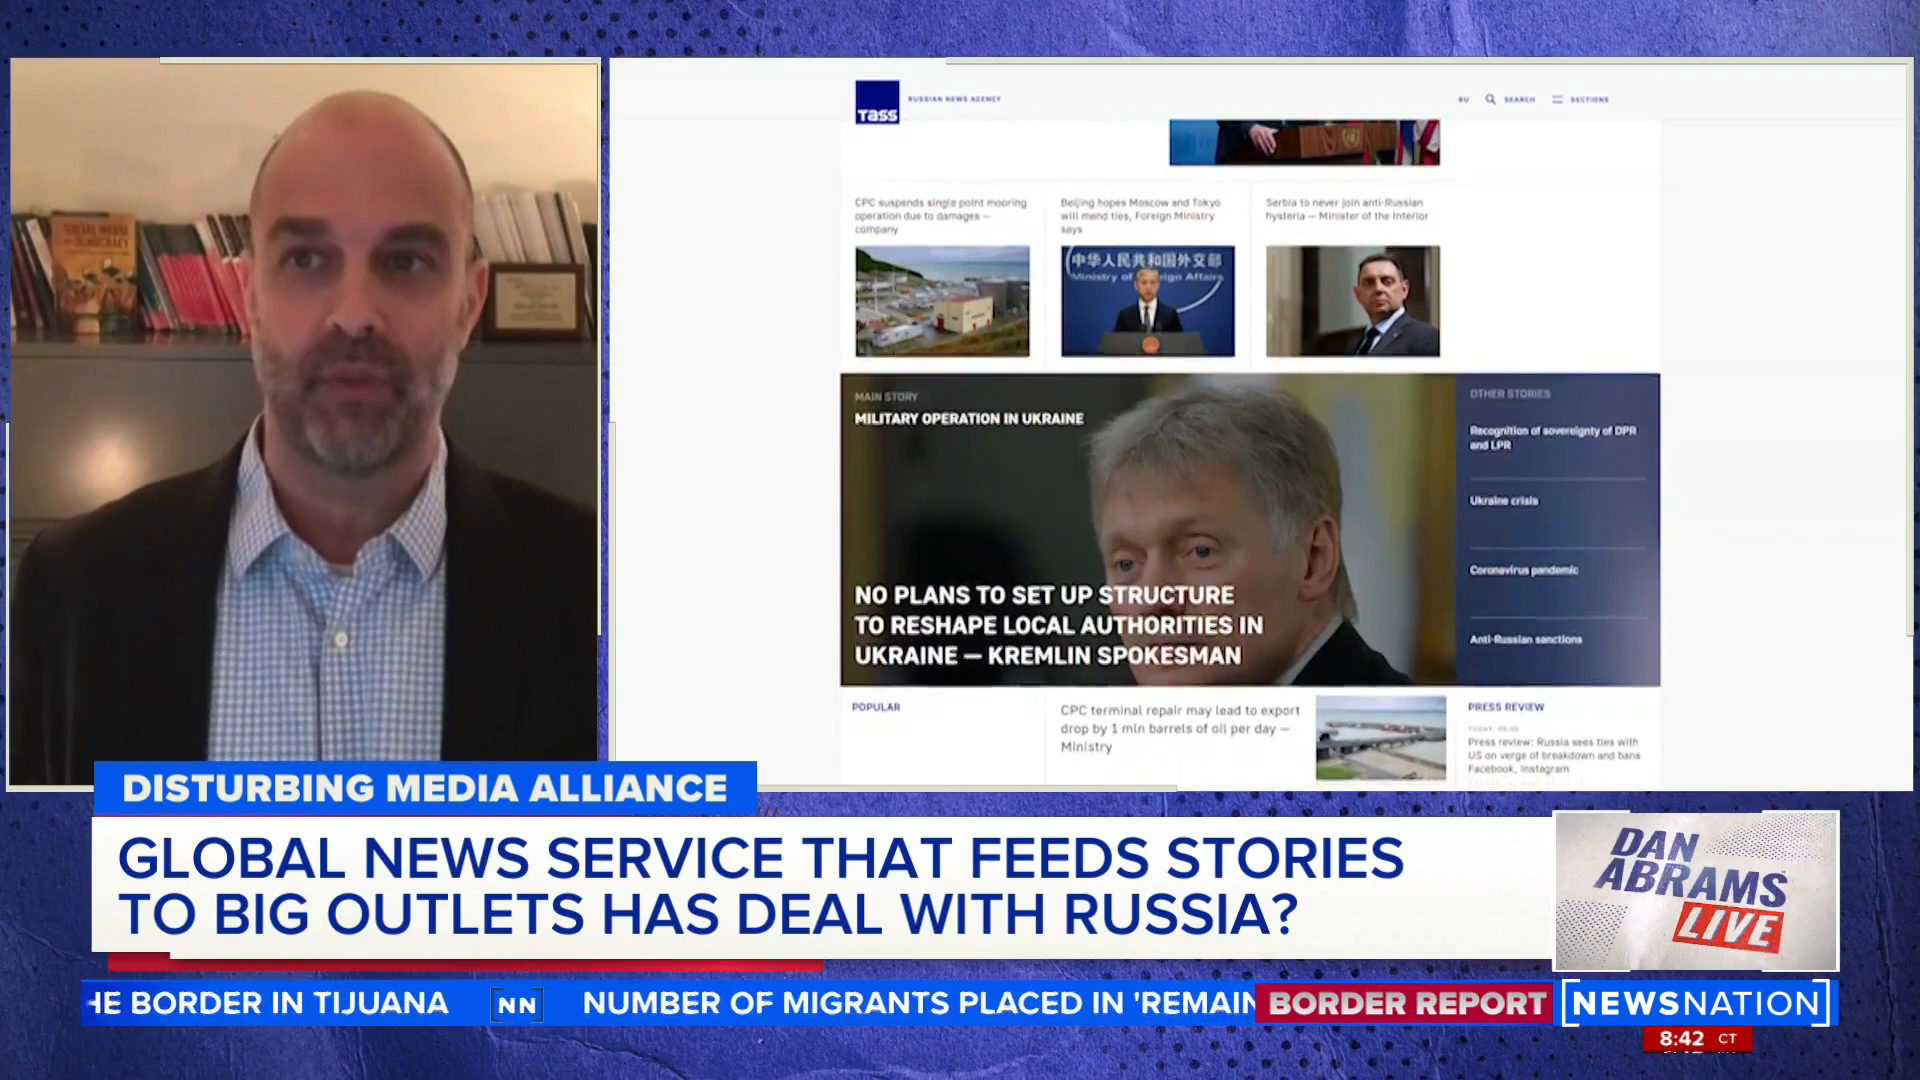 SOCIAL MEDIA
DEMOCRACY
TASS
RUSSIAN NEWS AGENCY
RU
SEARCH
SECTIONS
CPC suspends single point mooring
operation due to damages —
company
Beijing hopes Moscow and Tokyo
will mend ties, Foreign Ministry
says
Serbia to never join anti-Russian
hysteria — Minister of the Interior
中华人民共和国外交部
Ministry of Affairs
MAIN STORY
MILITARY OPERATION IN UKRAINE
NO PLANS TO SET UP STRUCTURE
TO RESHAPE LOCAL AUTHORITIES IN
UKRAINE — KREMLIN SPOKESMAN
OTHER STORIES
Recognition of sovereignty of DPR
and LPR
Ukraine crisis
Coronavirus pandemic
Anti-Russian sanctions
POPULAR
CPC terminal repair may lead to export
drop by 1 mln barrels of oil per day —
Ministry
PRESS REVIEW
Press review: Russia sees ties with
US on verge of breakdown and bans
Facebook, Instagram
DISTURBING MEDIA ALLIANCE
GLOBAL NEWS SERVICE THAT FEEDS STORIES
TO BIG OUTLETS HAS DEAL WITH RUSSIA?
DAN
ABRAMS
LIVE
HE BORDER IN TIJUANA NN NUMBER OF MIGRANTS PLACED IN 'REMAIN
BORDER REPORT
NEWSNATION
8:42 CT